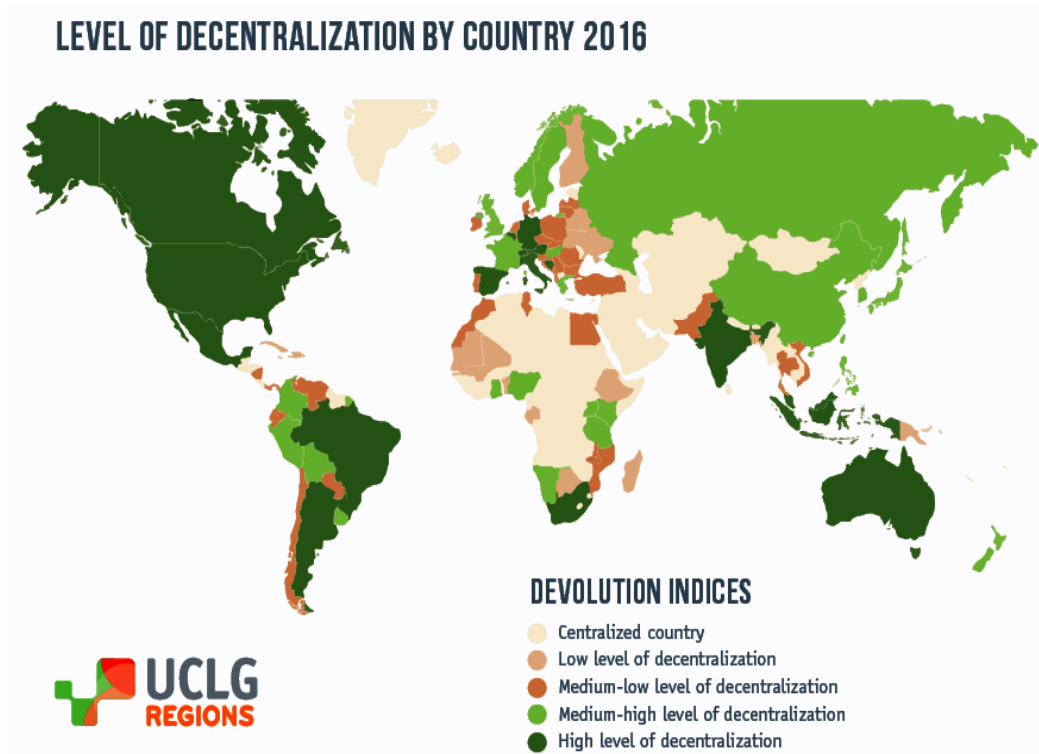 LEVEL OF DECENTRALIZATION BY COUNTRY 2016
DEVOLUTION INDICES
Centralized country
Low level of decentralization
Medium-low level of decentralization
Medium-high level of decentralization
High level of decentralization
UCLG
REGIONS